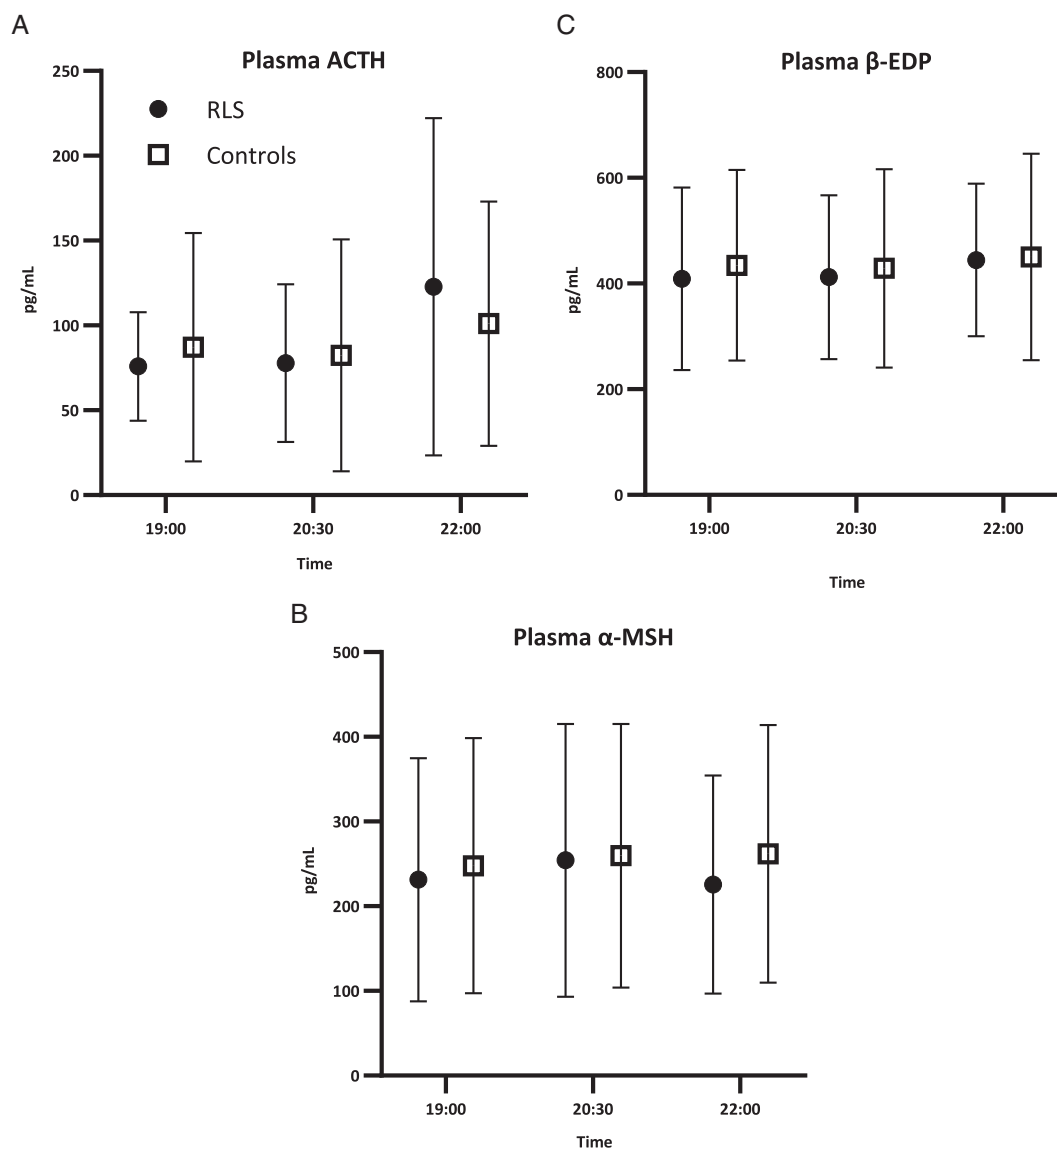 A
Plasma ACTH
250
200
150
100
50
0
pg/mL
RLS
Controls
19:00 20:30 22:00
Time
C
Plasma β-EDP
800
600
400
200
0
pg/mL
19:00 20:30 22:00
Time
B
Plasma α-MSH
500
400
300
200
100
0
pg/mL
19:00 20:30 22:00
Time